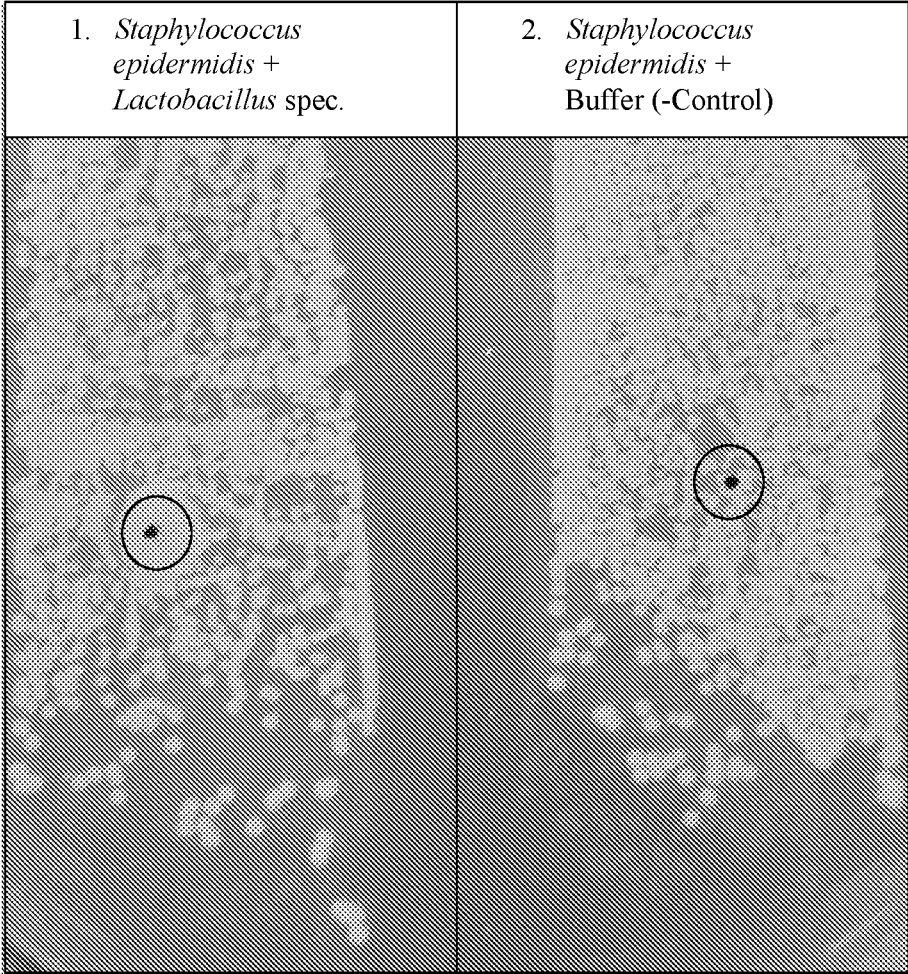 1. Staphylococcus
epidermidis +
Lactobacillus spec.
2. Staphylococcus
epidermidis +
Buffer (-Control)